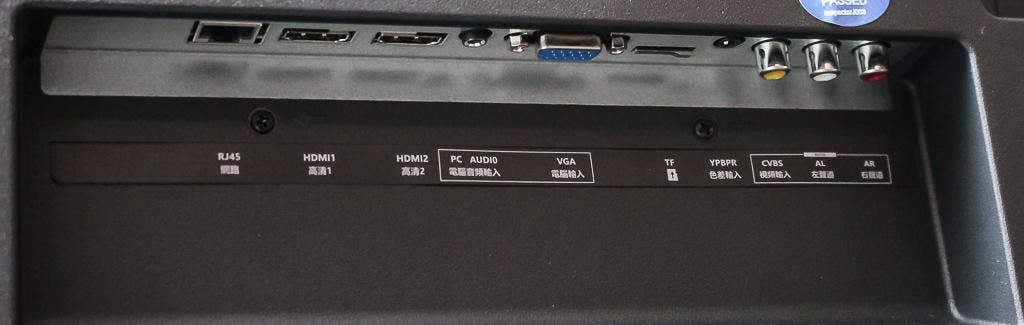 PASSED
RJ45
網路
HDMI1
高清1
HDMI2
高清2
PC AUDIO
電腦音頻輸入
VGA
電腦輸入
TF
YPBPR
色差輸入
CVBS
視頻輸入
AL
左聲道
AR
右聲道